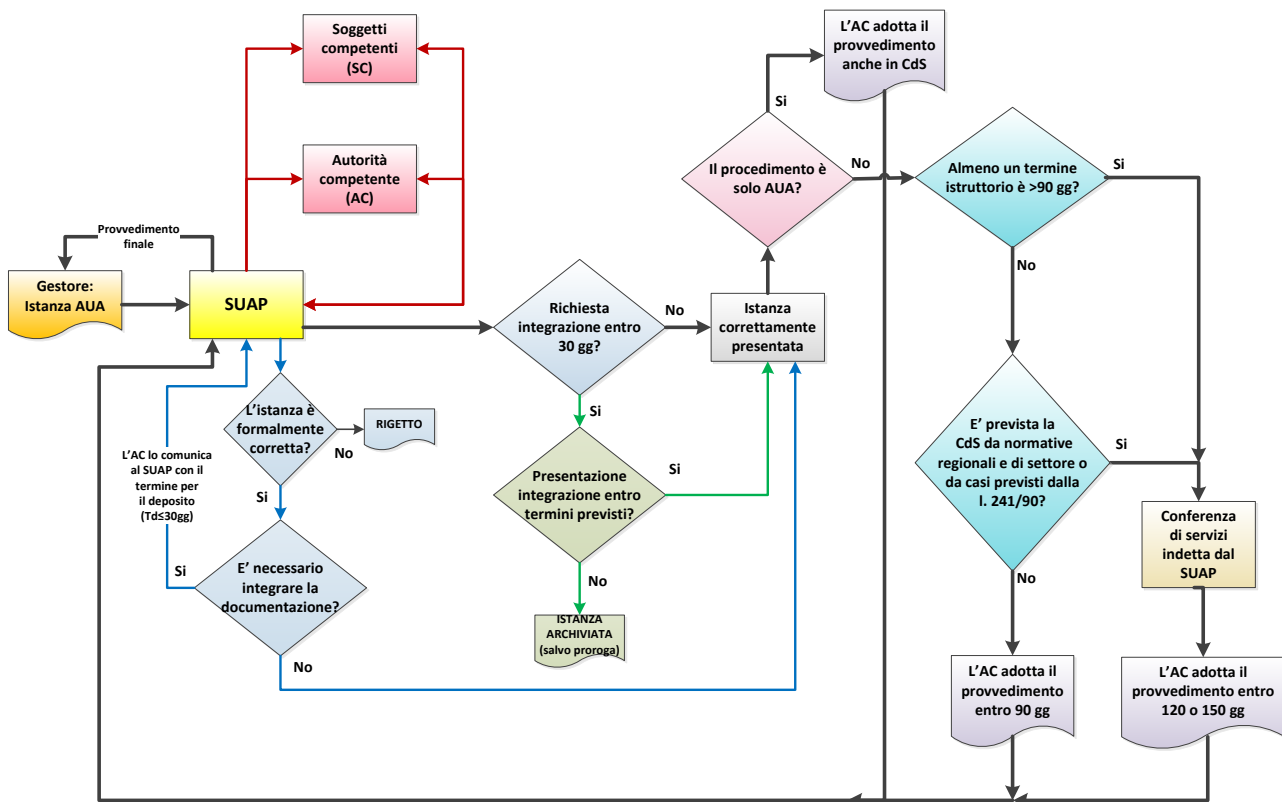 Soggetti
competenti
(SC)
L'AC adotta il
provvedimento
anche in CdS
Si
Autorità
competente
(AC)
Il procedimento è
solo AUA?
No
Almeno un termine
istruttorio è >90 gg?
Si
Provvedimento
finale
No
Gestore:
Istanza AUA
SUAP
Richiesta
integrazione entro
30 gg?
No
Istanza
correttamente
presentata
L'istanza è
formalmente
corretta?
RIGETTO
No
Si
Si
L'AC lo comunica
al SUAP con il
termine per
il deposito
(Td≤30gg)
Presentazione
integrazione entro
termini previsti?
Si
E' prevista la
CdS da normative
regionali e di settore o
da casi previsti dalla
l. 241/90?
Si
Conferenza
di servizi
indetta dal
SUAP
E' necessario
integrare la
documentazione?
Si
No
No
No
ISTANZA
ARCHIVIATA
(salvo proroga)
L'AC adotta il
provvedimento
entro 90 gg
L'AC adotta il
provvedimento entro
120 o 150 gg